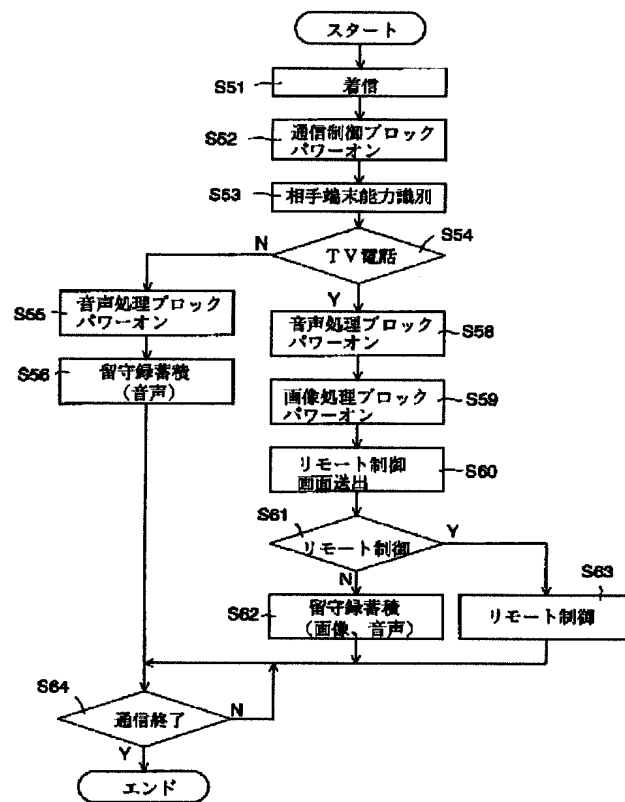 スタート
S51
着信
S52
通信制御ブロック
パワーオン
S53
相手端末能力識別
S54
TV電話
N
Y
S55
音声処理ブロック
パワーオン
S56
留守録蓄積
(音声)
S58
音声処理ブロック
パワーオン
S59
画像処理ブロック
パワーオン
S60
リモート制御
画面送出
S61
リモート制御
Y
N
S62
留守録蓄積
(画像、音声)
S63
リモート制御
S64
通信終了
N
Y
エンド